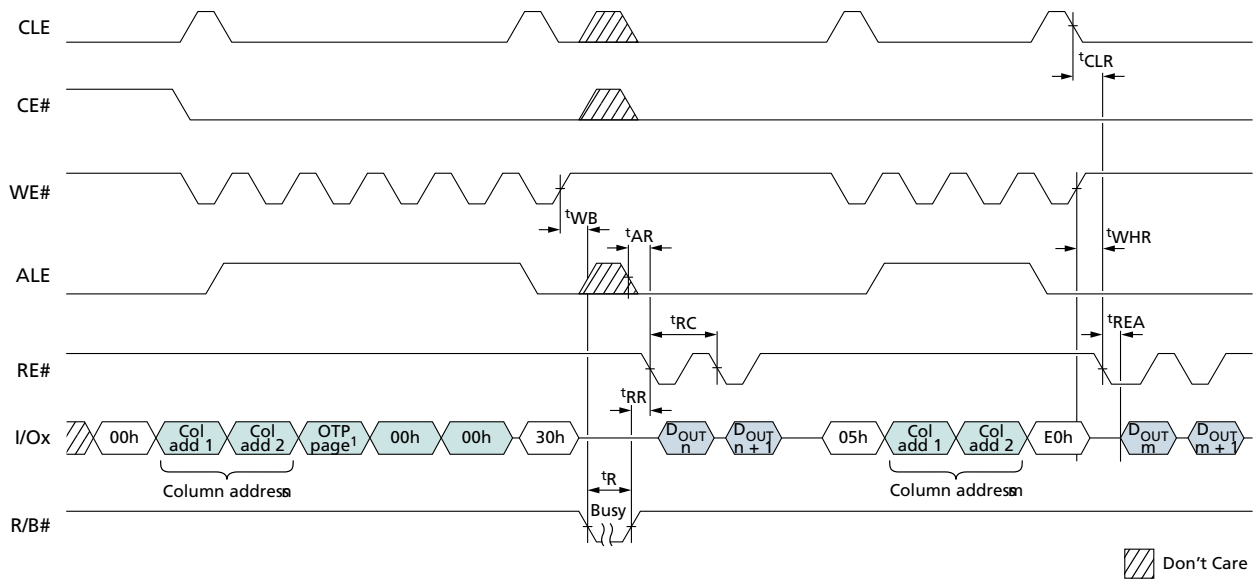 CLE
tCLR
CE#
WE#
tWB
tAR
tWHR
ALE
tRC
tREA
RE#
tRR
I/Ox
00h
Col add 1
Col add 2
OTP page1
00h
00h
30h
DOUT n
DOUT n + 1
05h
Col add 1
Col add 2
E0h
DOUT m
DOUT m + 1
Column address n
tR
Column address m
R/B#
Busy
Don't Care